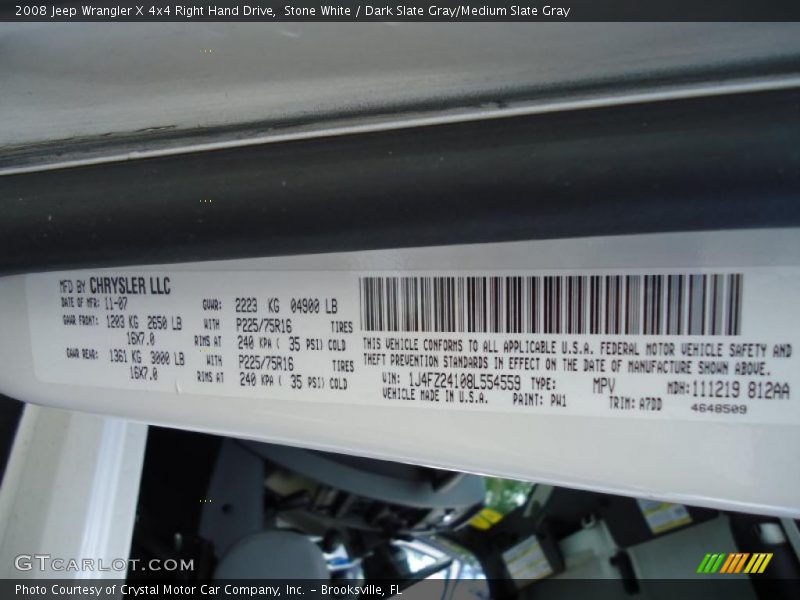 2008 Jeep Wrangler X 4x4 Right Hand Drive, Stone White / Dark Slate Gray/Medium Slate Gray
MFD BY CHRYSLER LLC
DATE OF MFR: 11-07 GVWR: 2223 KG 04900 LB
GAWR FRONT: 1203 KG 2650 LB WITH P225/75R16 TIRES
16X7.0 RIMS AT 240 KPA ( 35 PSI) COLD
GAWR REAR: 1361 KG 3000 LB WITH P225/75R16 TIRES
16X7.0 RIMS AT 240 KPA ( 35 PSI) COLD
THIS VEHICLE CONFORMS TO ALL APPLICABLE U.S.A. FEDERAL MOTOR VEHICLE SAFETY AND
THEFT PREVENTION STANDARDS IN EFFECT ON THE DATE OF MANUFACTURE SHOWN ABOVE.
VIN: 1J4FZ24108L554559 TYPE: MPV MDH: 111219 812AA
VEHICLE MADE IN U.S.A. PAINT: PW1 TRIM: A7DD 4648509
GTCARLOT.COM
Photo Courtesy of Crystal Motor Car Company, Inc. - Brooksville, FL